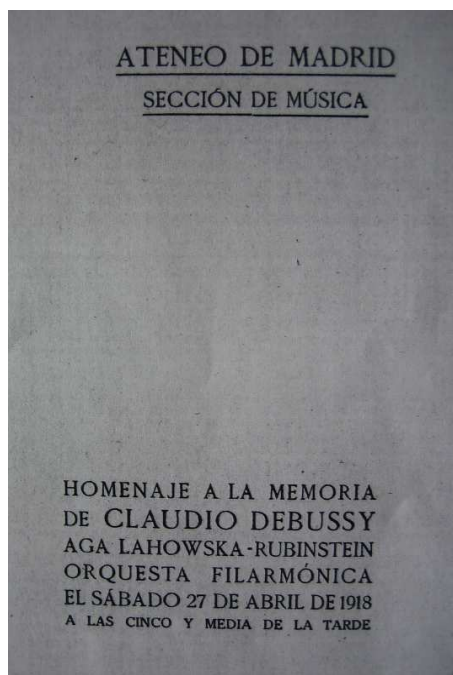 ATENEO DE MADRID
SECCIÓN DE MÚSICA
HOMENAJE A LA MEMORIA
DE CLAUDIO DEBUSSY
AGA LAHOWSKA-RUBINSTEIN
ORQUESTA FILARMÓNICA
EL SÁBADO 27 DE ABRIL DE 1918
A LAS CINCO Y MEDIA DE LA TARDE